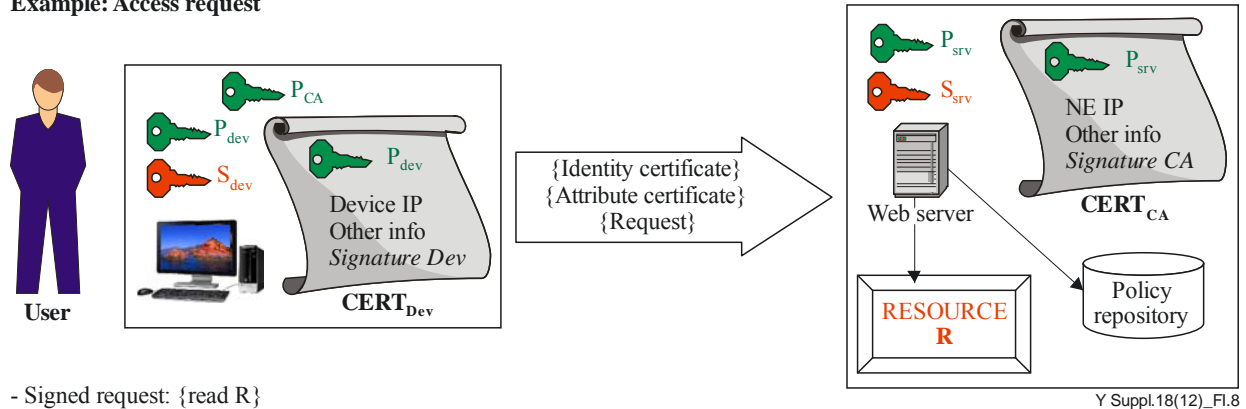 Example: Access request
P_CA
P_dev
S_dev
P_dev
Device IP
Other info
Signature Dev
CERT_Dev
User
{Identity certificate}
{Attribute certificate}
{Request}
P_srv
S_srv
P_srv
NE IP
Other info
Signature CA
CERT_CA
Web server
RESOURCE
R
Policy
repository
- Signed request: {read R}
Y Suppl.18(12)_FI.8